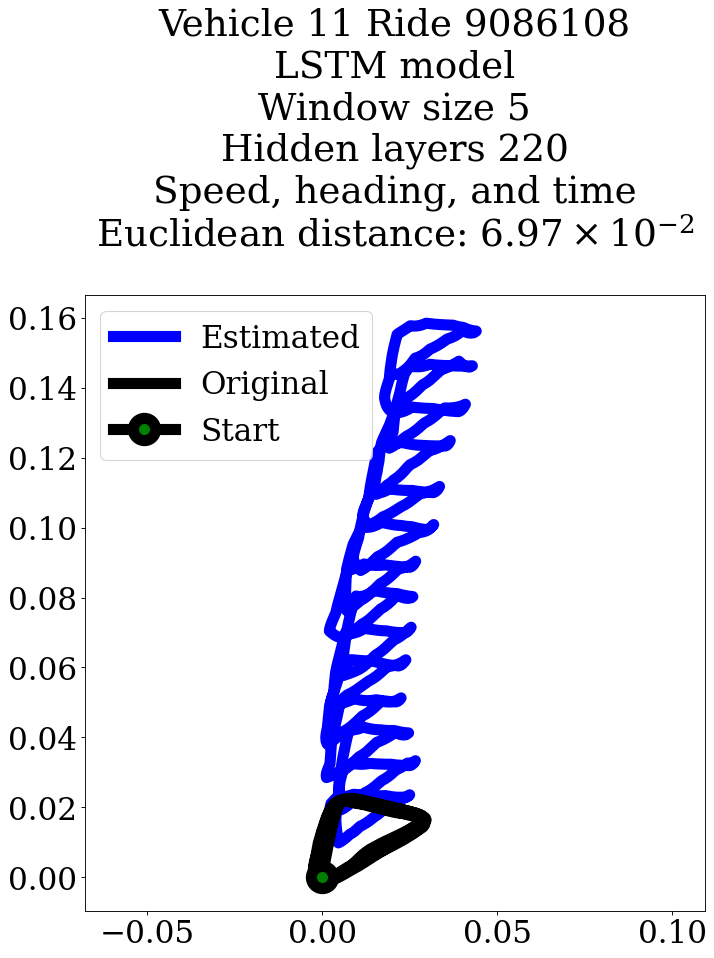 Vehicle 11 Ride 9086108
LSTM model
Window size 5
Hidden layers 220
Speed, heading, and time
Euclidean distance: 6.97 × 10⁻²
Estimated
Original
Start
0.16
0.14
0.12
0.10
0.08
0.06
0.04
0.02
0.00
−0.05 0.00 0.05 0.10